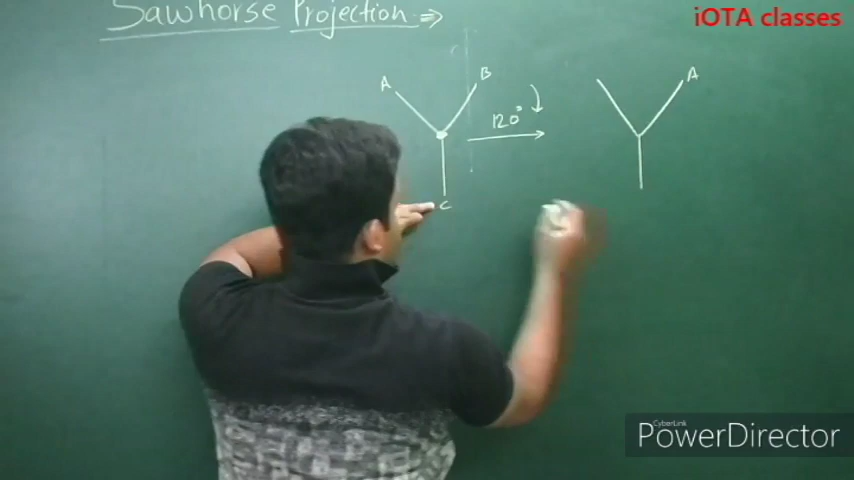 Sawhorse Projection :⇒
iOTA classes
A
B
120°
A
C
CyberLink
PowerDirector